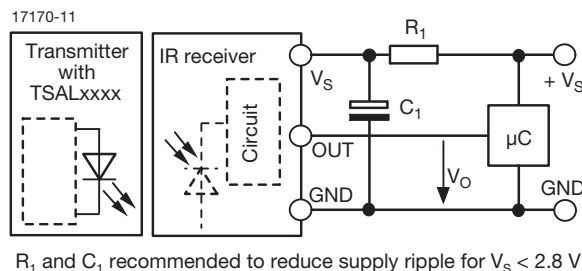 17170-11
Transmitter
with
TSALxxxx
IR receiver
Circuit
VS
OUT
GND
R1
C1
+ VS
µC
VO
GND
R1 and C1 recommended to reduce supply ripple for VS < 2.8 V